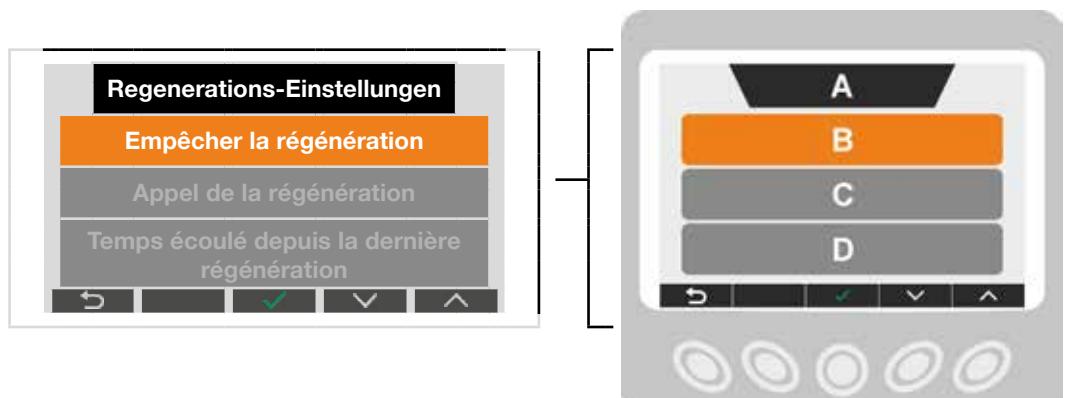 Regenerations-Einstellungen
Empêcher la régénération
Appel de la régénération
Temps écoulé depuis la dernière
régénération
A
B
C
D